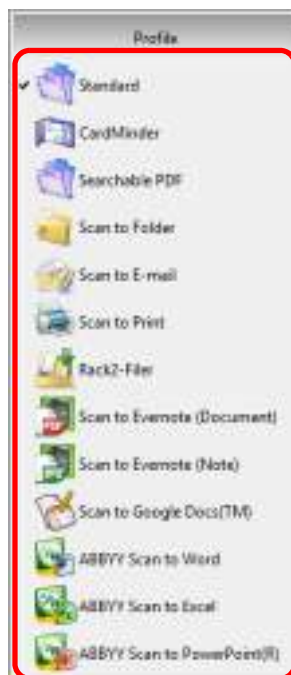 Profile
Standard
CardMinder
Searchable PDF
Scan to Folder
Scan to E-mail
Scan to Print
Rack2-Filer
Scan to Evernote (Document)
Scan to Evernote (Note)
Scan to Google Docs(TM)
ABBYY Scan to Word
ABBYY Scan to Excel
ABBYY Scan to PowerPoint(R)